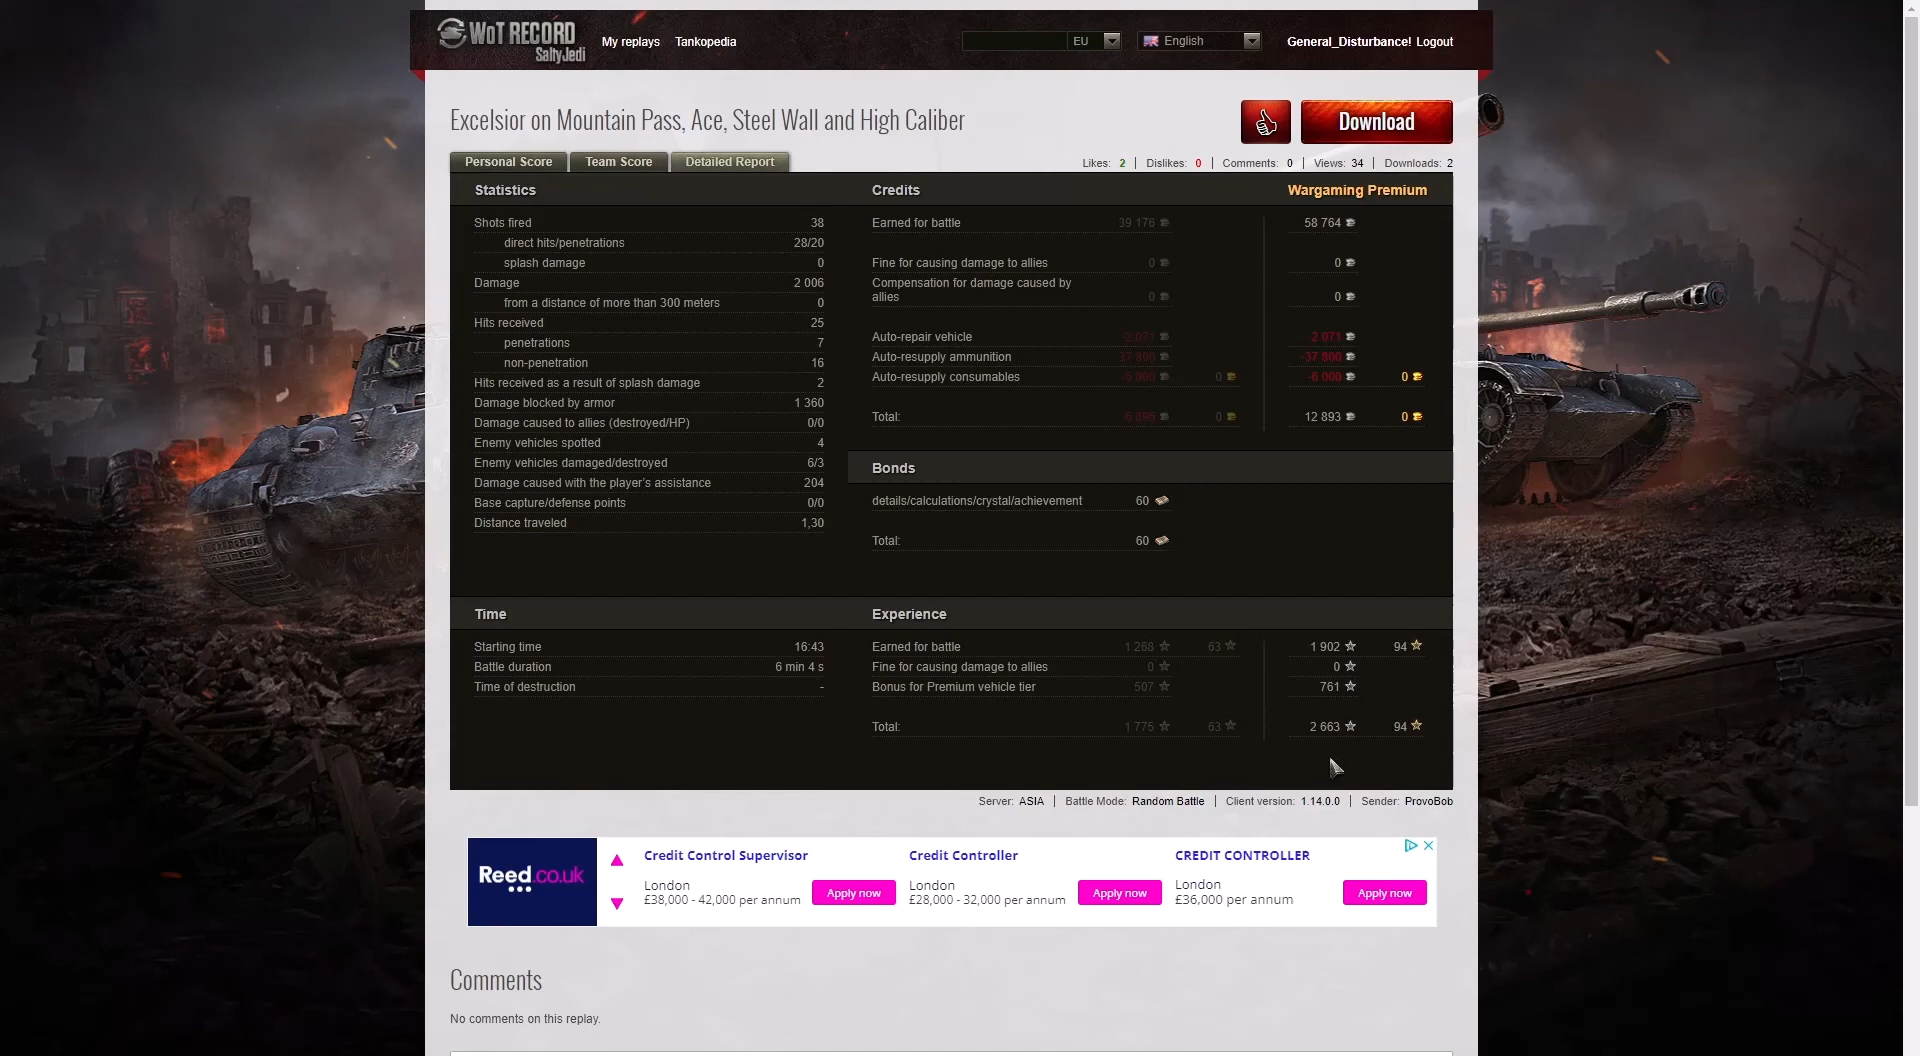 WoT RECORD
SaltyJedi
My replays Tankopedia
EU
English
General_Disturbance! Logout
Excelsior on Mountain Pass, Ace, Steel Wall and High Caliber
Download
Personal Score Team Score Detailed Report
Likes: 2 | Dislikes: 0 | Comments: 0 | Views: 34 | Downloads: 2
Statistics
Shots fired 38
direct hits/penetrations 28/20
splash damage 0
Damage 2 006
from a distance of more than 300 meters 0
Hits received 25
penetrations 7
non-penetration 16
Hits received as a result of splash damage 2
Damage blocked by armor 1 360
Damage caused to allies (destroyed/HP) 0/0
Enemy vehicles spotted 4
Enemy vehicles damaged/destroyed 6/3
Damage caused with the player's assistance 204
Base capture/defense points 0/0
Distance traveled 1,30
Credits Wargaming Premium
Earned for battle 39 176 58 764
Fine for causing damage to allies 0 0
Compensation for damage caused by
allies 0 0
Auto-repair vehicle -2 071 -2 071
Auto-resupply ammunition -37 800 -37 800
Auto-resupply consumables -6 000 0 -6 000 0
Total: -6 695 0 12 893 0
Bonds
details/calculations/crystal/achievement 60
Total: 60
Time
Starting time 16:43
Battle duration 6 min 4 s
Time of destruction -
Experience
Earned for battle 1 268 63 1 902 94
Fine for causing damage to allies 0 0
Bonus for Premium vehicle tier 507 761
Total: 1 775 63 2 663 94
Server: ASIA | Battle Mode: Random Battle | Client version: 1.14.0.0 | Sender: ProvoBob
Reed.co.uk
Credit Control Supervisor
London
£38,000 - 42,000 per annum
Apply now
Credit Controller
London
£28,000 - 32,000 per annum
Apply now
CREDIT CONTROLLER
London
£36,000 per annum
Apply now
Comments
No comments on this replay.